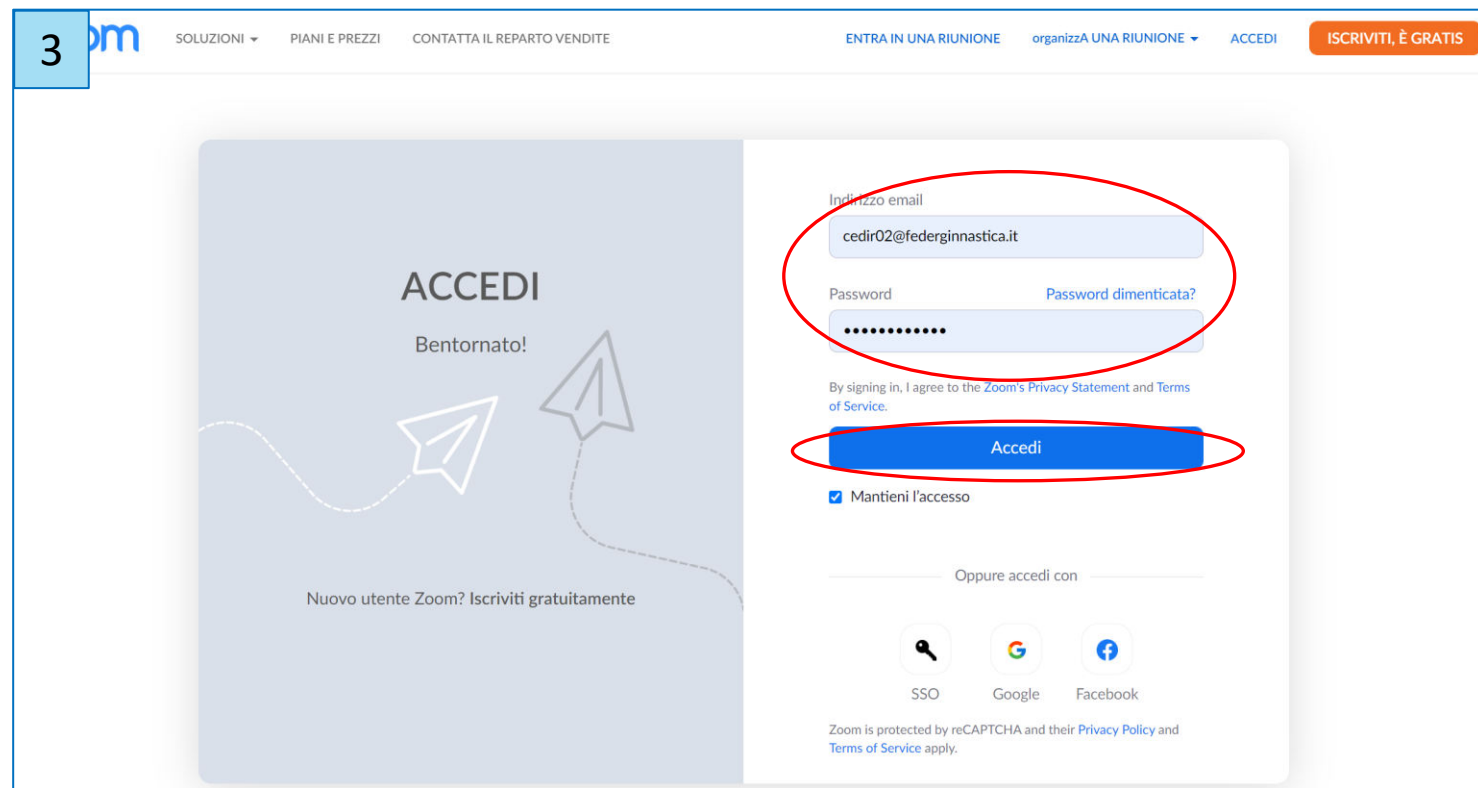 3
om
SOLUZIONI
PIANI E PREZZI
CONTATTA IL REPARTO VENDITE
ENTRA IN UNA RIUNIONE
organizzA UNA RIUNIONE
ACCEDI
ISCRIVITI, È GRATIS
ACCEDI
Bentornato!
Nuovo utente Zoom? Iscriviti gratuitamente
Indirizzo email
cedir02@federginnastica.it
Password
Password dimenticata?
••••••••••••
By signing in, I agree to the Zoom's Privacy Statement and Terms
of Service.
Accedi
Mantieni l'accesso
Oppure accedi con
SSO
Google
Facebook
Zoom is protected by reCAPTCHA and their Privacy Policy and
Terms of Service apply.